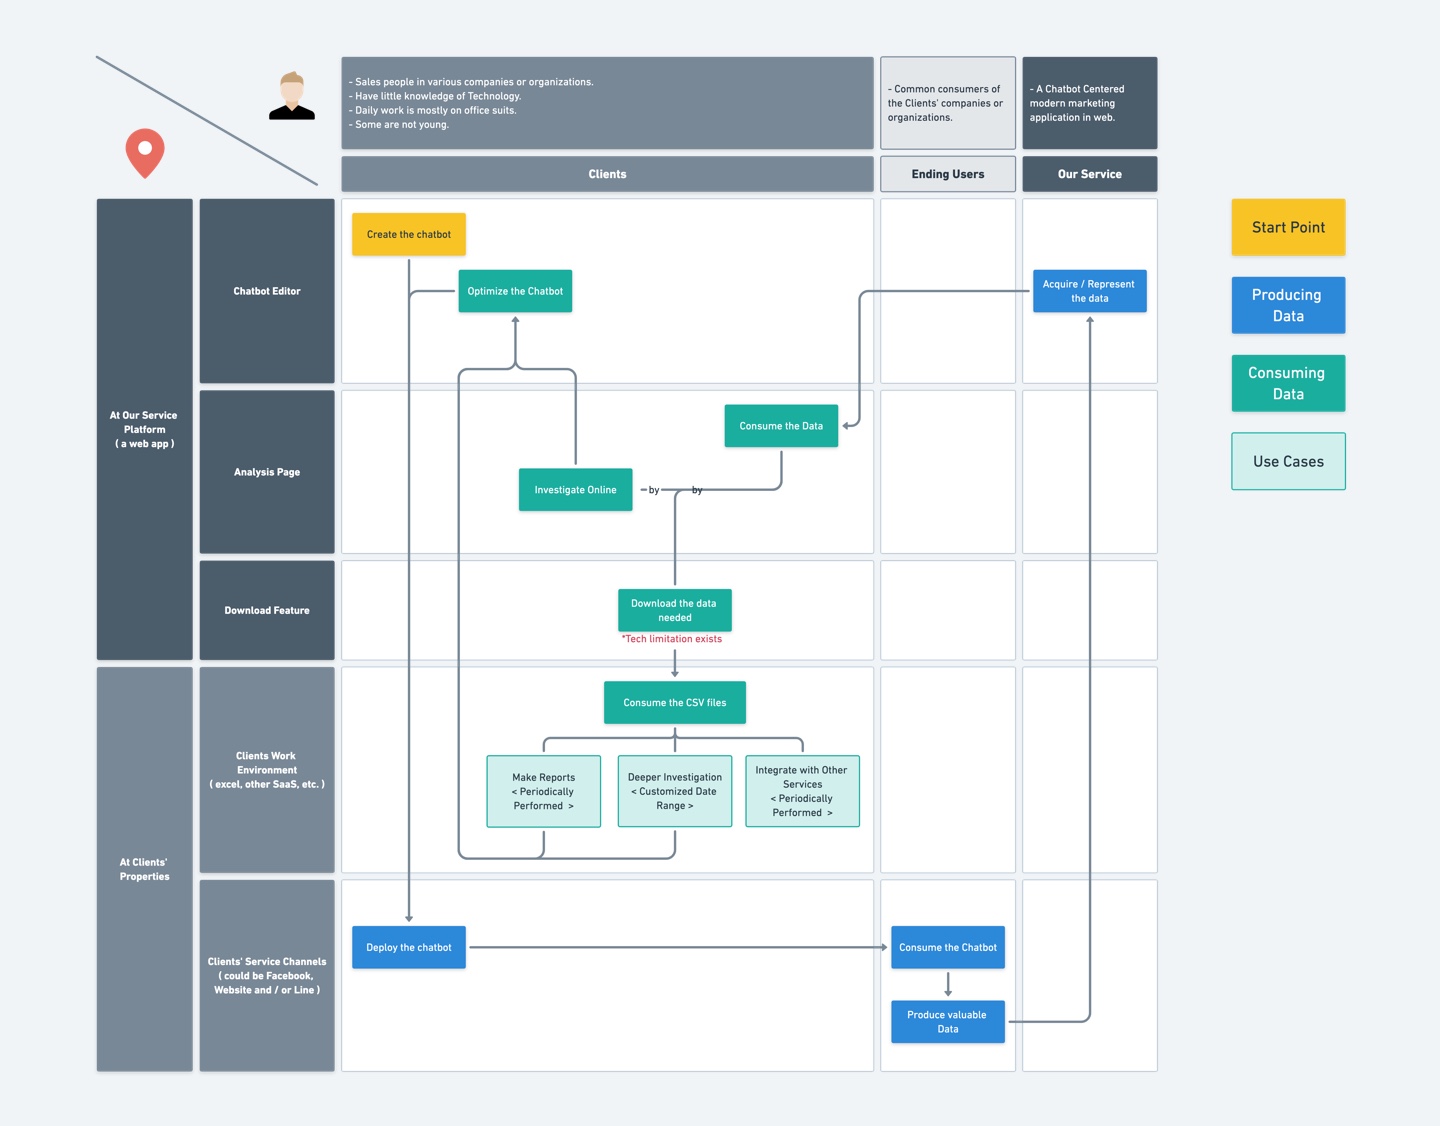 - Sales people in various companies or organizations.
- Have little knowledge of Technology.
- Daily work is mostly on office suits.
- Some are not young.
- Common consumers of
the Clients' companies or
organizations.
- A Chatbot Centered
modern marketing
application in web.
Clients
Ending Users
Our Service
At Our Service
Platform
( a web app )
Chatbot Editor
Create the chatbot
Optimize the Chatbot
Acquire / Represent
the data
Analysis Page
Consume the Data
Investigate Online
by
by
Download Feature
Download the data
needed
*Tech limitation exists
At Clients'
Properties
Clients Work
Environment
( excel, other SaaS, etc. )
Consume the CSV files
Make Reports
< Periodically
Performed >
Deeper Investigation
< Customized Date
Range >
Integrate with Other
Services
< Periodically
Performed >
Clients' Service Channels
( could be Facebook,
Website and / or Line )
Deploy the chatbot
Consume the Chatbot
Produce valuable
Data
Start Point
Producing
Data
Consuming
Data
Use Cases